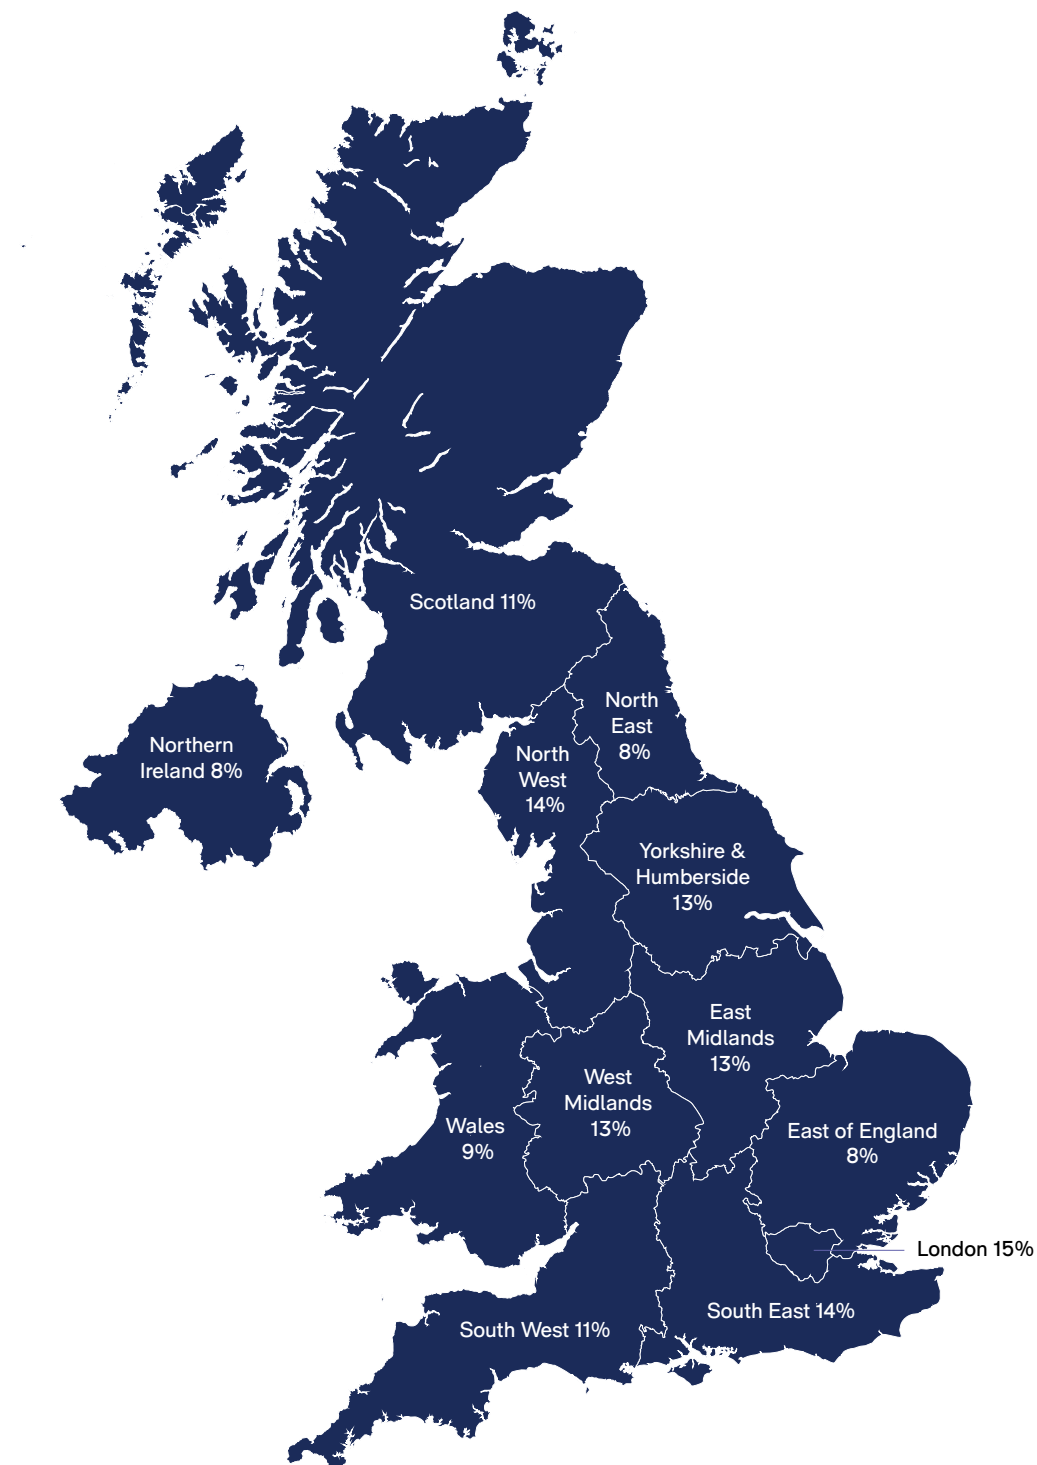 Scotland 11%
North
East
8%
Northern
Ireland 8%
North
West
14%
Yorkshire &
Humberside
13%
East
Midlands
13%
West
Midlands
13%
Wales
9%
East of England
8%
London 15%
South East 14%
South West 11%